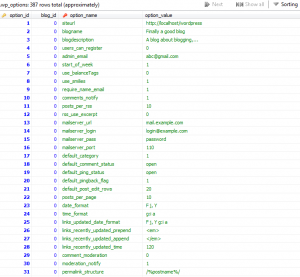 wp_options: 387 rows total (approximately) Next Show all Sorting
option_id blog_id option_name option_value
1 0 siteurl http://localhost/wordpress
2 0 blogname Finally a good blog
3 0 blogdescription A blog about blogging,...
4 0 users_can_register 0
5 0 admin_email abc@gmail.com
6 0 start_of_week 1
7 0 use_balanceTags 0
8 0 use_smilies 1
9 0 require_name_email 1
10 0 comments_notify 1
11 0 posts_per_rss 10
12 0 rss_use_excerpt 0
13 0 mailserver_url mail.example.com
14 0 mailserver_login login@example.com
15 0 mailserver_pass password
16 0 mailserver_port 110
17 0 default_category 1
18 0 default_comment_status open
19 0 default_ping_status open
20 0 default_pingback_flag 1
21 0 default_post_edit_rows 20
22 0 posts_per_page 10
23 0 date_format F j, Y
24 0 time_format g:i a
25 0 links_updated_date_format F j, Y g:i a
26 0 links_recently_updated_prepend <em>
27 0 links_recently_updated_append </em>
28 0 links_recently_updated_time 120
29 0 comment_moderation 0
30 0 moderation_notify 1
31 0 permalink_structure /%postname%/